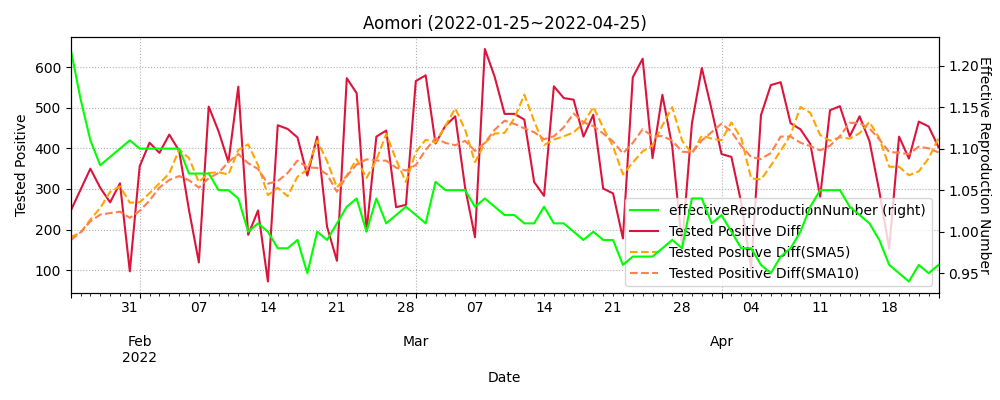 Aomori (2022-01-25~2022-04-25)
Tested Positive
600
500
400
300
200
100
1.20
1.15
1.10
1.05
1.00
0.95
Effective Reproduction Number
effectiveReproductionNumber (right)
Tested Positive Diff
Tested Positive Diff(SMA5)
Tested Positive Diff(SMA10)
31 07 14 21 28 07 14 21 28 04 11 18
Feb Mar Apr
2022
Date